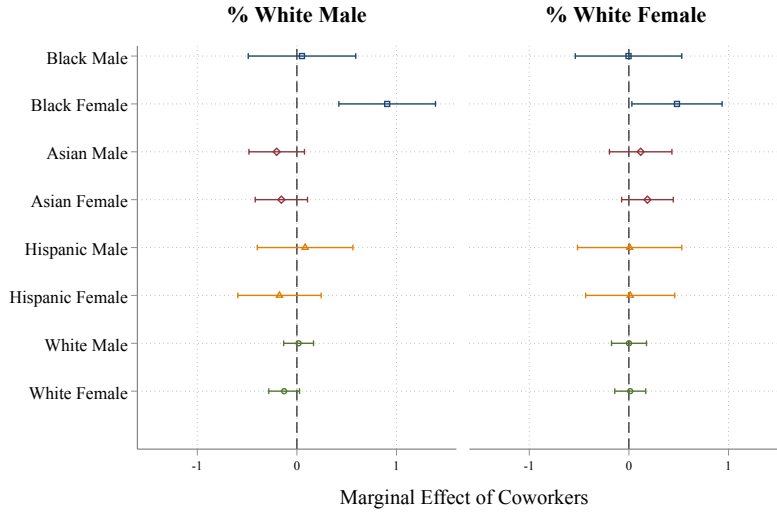 % White Male
% White Female
Black Male
Black Female
Asian Male
Asian Female
Hispanic Male
Hispanic Female
White Male
White Female
-1 0 1
-1 0 1
Marginal Effect of Coworkers